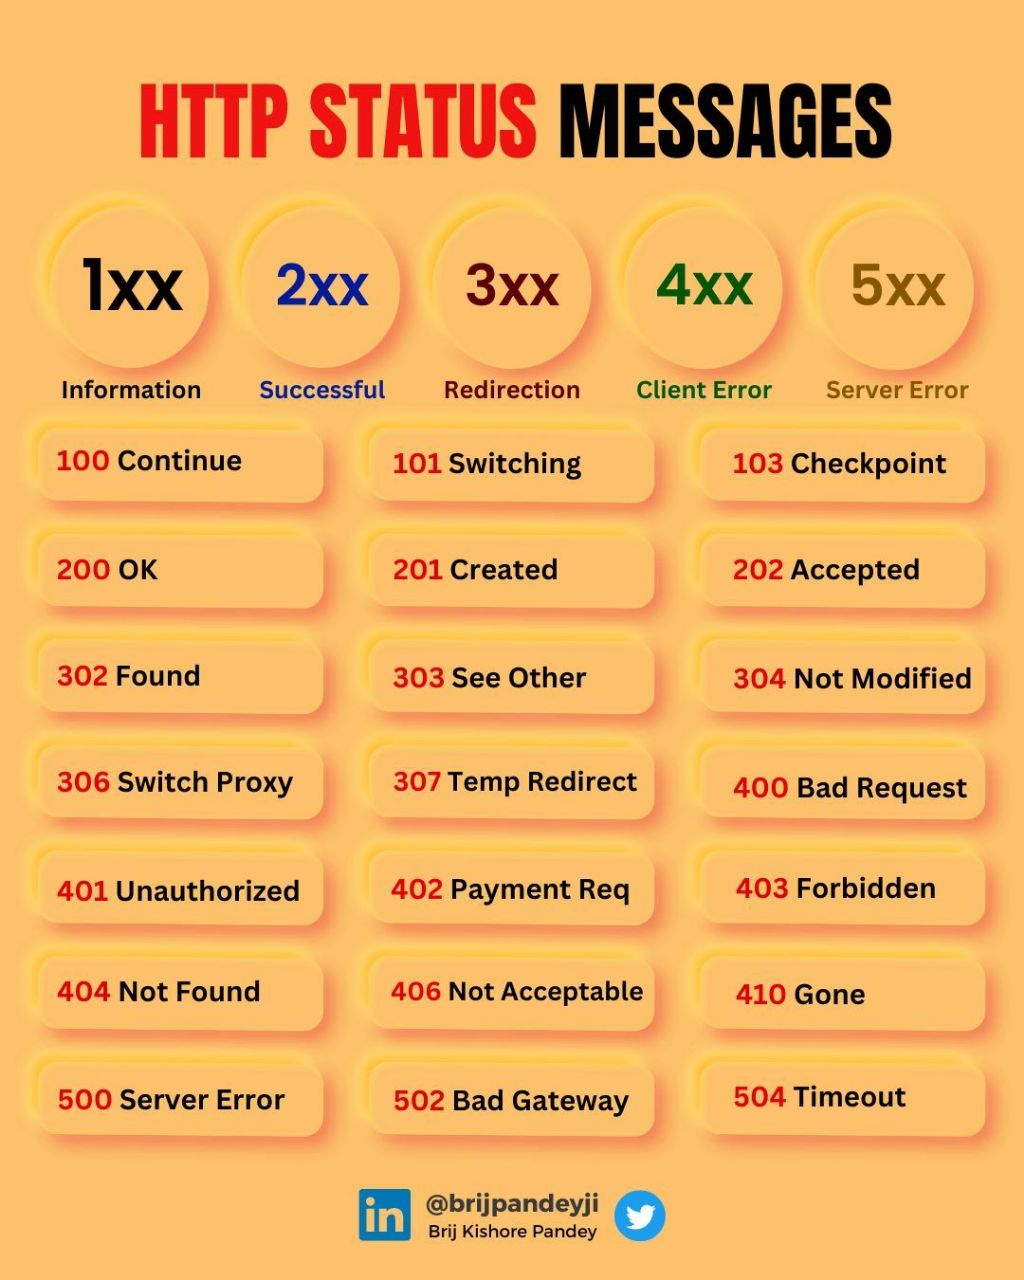 HTTP STATUS MESSAGES
1xx
2xx
3xx
4xx
5xx
Information
Successful
Redirection
Client Error
Server Error
100 Continue
101 Switching
103 Checkpoint
200 OK
201 Created
202 Accepted
302 Found
303 See Other
304 Not Modified
306 Switch Proxy
307 Temp Redirect
400 Bad Request
401 Unauthorized
402 Payment Req
403 Forbidden
404 Not Found
406 Not Acceptable
410 Gone
500 Server Error
502 Bad Gateway
504 Timeout
in
@brijpandeyji
Brij Kishore Pandey